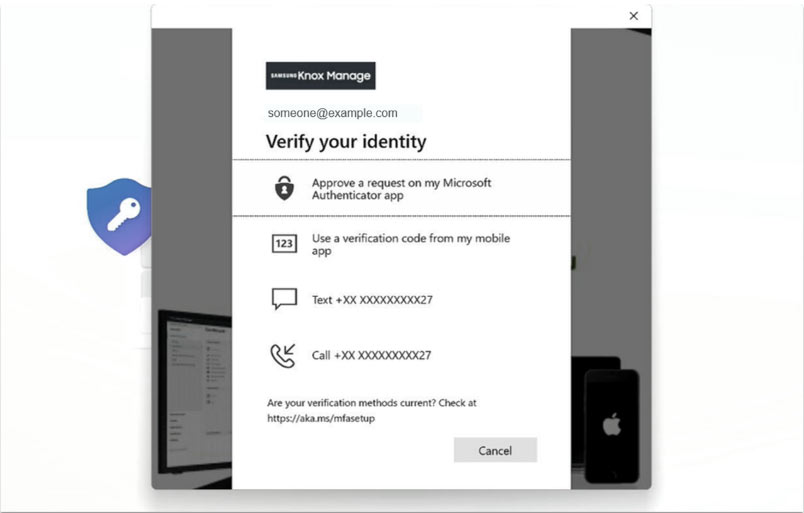 SAMSUNG Knox Manage
someone@example.com
Verify your identity
Approve a request on my Microsoft
Authenticator app
123
Use a verification code from my mobile
app
Text +XX XXXXXXXXX27
Call +XX XXXXXXXXX27
Are your verification methods current? Check at
https://aka.ms/mfasetup
Cancel